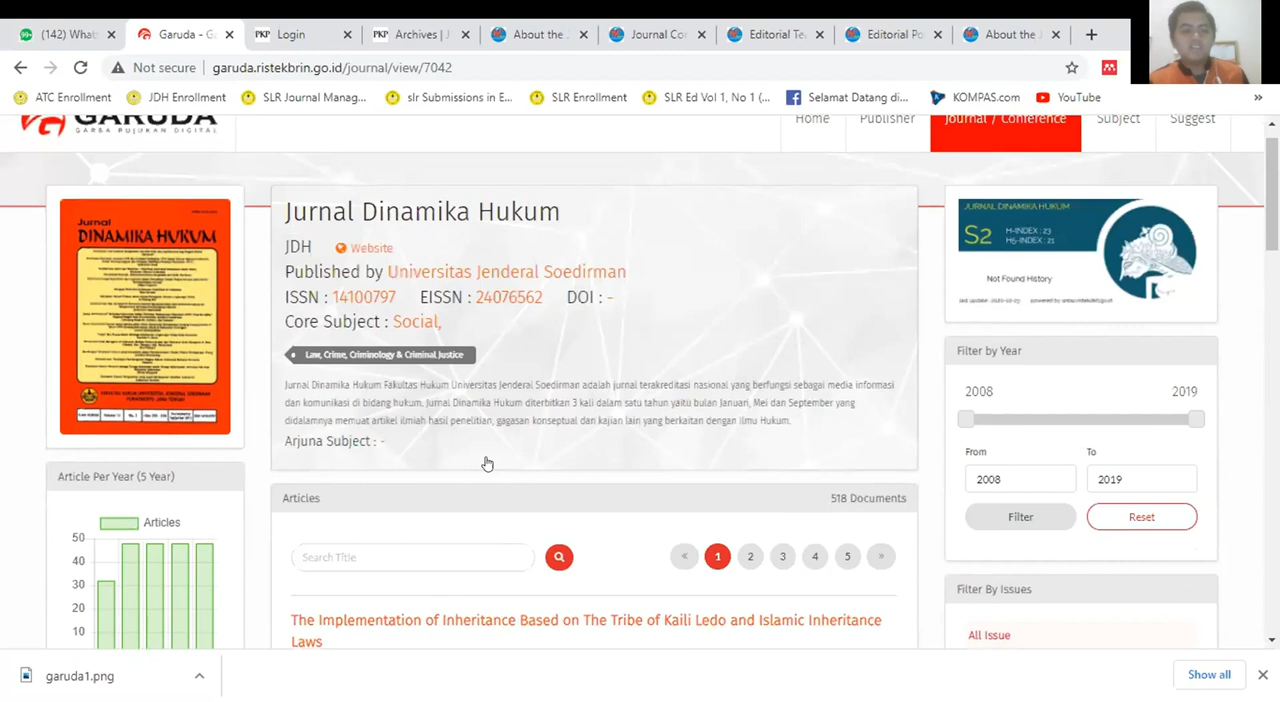 (142) Whats
Garuda - G
PKP Login
PKP Archives | J
About the J
Journal Co
Editorial Te
Editorial Po
About the J
Not secure
garuda.ristekbrin.go.id/journal/view/7042
ATC Enrollment
JDH Enrollment
SLR Journal Manag...
slr Submissions in E...
SLR Enrollment
SLR Ed Vol 1, No 1 (...
Selamat Datang di...
KOMPAS.com
YouTube
»
GARUDA
GARBA RUJUKAN DIGITAL
Home
Publisher
Journal / Conference
Subject
Suggest
Jurnal
DINAMIKA HUKUM
Jurnal Dinamika Hukum
JDH Website
Published by Universitas Jenderal Soedirman
ISSN : 14100797 EISSN : 24076562 DOI : -
Core Subject : Social,
Law, Crime, Criminology & Criminal Justice
Jurnal Dinamika Hukum Fakultas Hukum Universitas Jenderal Soedirman adalah jurnal terakreditasi nasional yang berfungsi sebagai media informasi
dan komunikasi di bidang hukum. Jurnal Dinamika Hukum diterbitkan 3 kali dalam satu tahun yaitu bulan Januari, Mei dan September yang
didalamnya memuat artikel ilmiah hasil penelitian, gagasan konseptual dan kajian lain yang berkaitan dengan ilmu Hukum.
Arjuna Subject : -
JURNAL DINAMIKA HUKUM
S2
H-INDEX : 23
H5-INDEX : 21
Not Found History
Filter by Year
2008 2019
From To
2008 2019
Filter Reset
Filter By Issues
All Issue
Article Per Year (5 Year)
Articles
50
40
30
20
10
Articles 518 Documents
Search Title
« 1 2 3 4 5 »
The Implementation of Inheritance Based on The Tribe of Kaili Ledo and Islamic Inheritance
Laws
garuda1.png
Show all